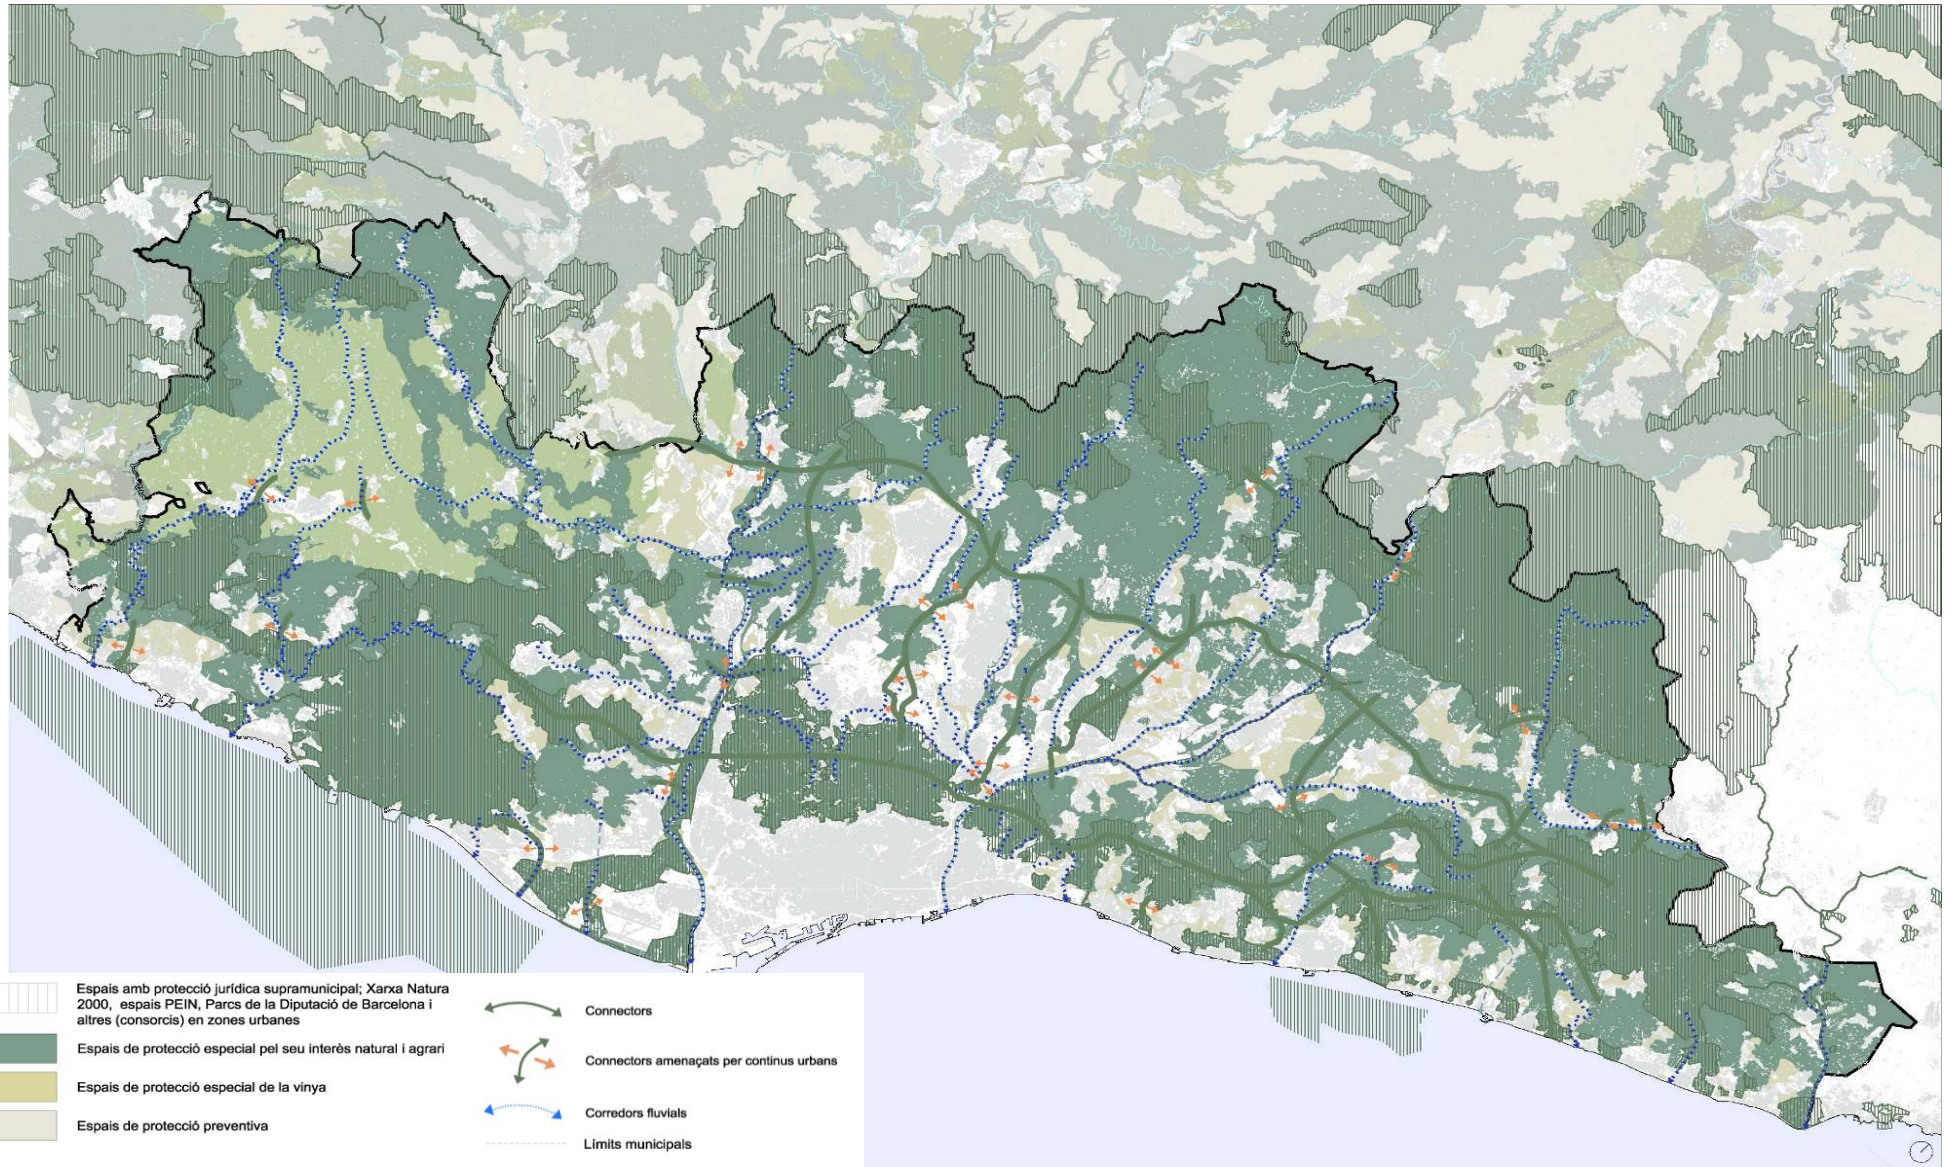 Espais amb protecció jurídica supramunicipal; Xarxa Natura
2000, espais PEIN, Parcs de la Diputació de Barcelona i
altres (consorcis) en zones urbanes
Espais de protecció especial pel seu interès natural i agrari
Espais de protecció especial de la vinya
Espais de protecció preventiva
Connectors
Connectors amenaçats per continus urbans
Corredors fluvials
Límits municipals